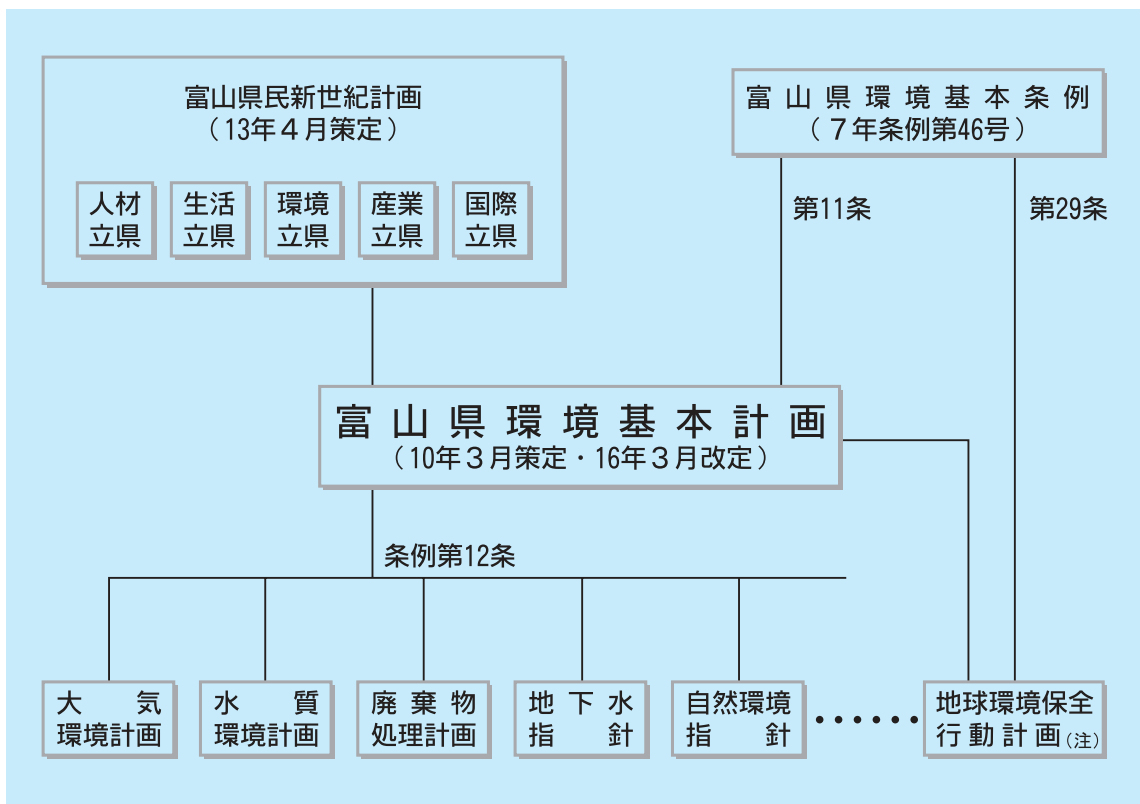 富山県民新世紀計画
(13年4月策定)
人材
立県
生活
立県
環境
立県
産業
立県
国際
立県
富山県環境基本条例
(7年条例第46号)
第11条
第29条
富山県環境基本計画
(10年3月策定・16年3月改定)
条例第12条
大気
環境計画
水質
環境計画
廃棄物
処理計画
地下水
指針
自然環境
指針
・・・・・・
地球環境保全
行動計画(注)